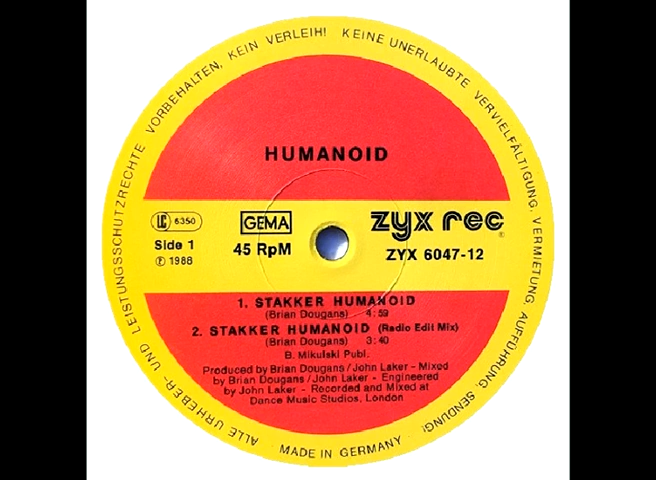 ALLE URHEBER- UND LEISTUNGSSCHUTZRECHTE VORBEHALTEN, KEIN VERLEIH! KEINE UNERLAUBTE VERVIELFÄLTIGUNG, VERMIETUNG, AUFFÜHRUNG, SENDUNG!
HUMANOID
LC 6350
GEMA
zyx rec®
Side 1
45 RpM
ZYX 6047-12
℗ 1988
1. STAKKER HUMANOID
(Brian Dougans) 4:59
2. STAKKER HUMANOID (Radio Edit Mix)
(Brian Dougans) 3:40
B. Mikulski Publ.
Produced by Brian Dougans/John Laker - Mixed
by Brian Dougans/John Laker - Engineered
by John Laker - Recorded and Mixed at
Dance Music Studios, London
· MADE IN GERMANY ·